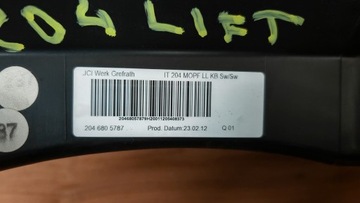 204 LIFT
JCI Werk Grefrath IT 204 MOPF LL KB Sw/Sw
204 680 5787 Prod. Datum:23.02.12 Q 01